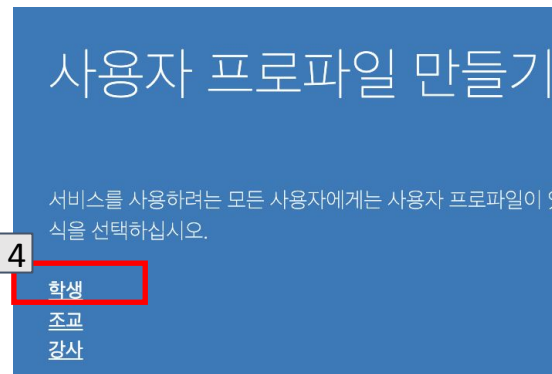 사용자 프로파일 만들기
서비스를 사용하려는 모든 사용자에게는 사용자 프로파일이
식을 선택하십시오.
4
학생
조교
강사